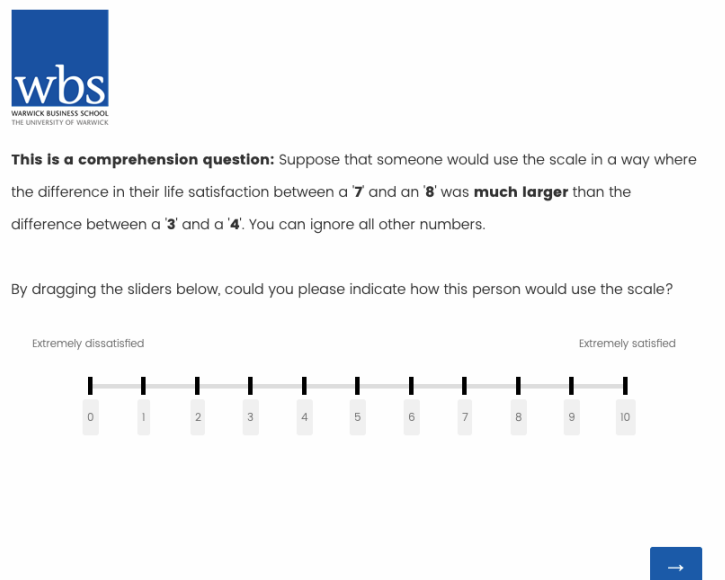 wbs
WARWICK BUSINESS SCHOOL
THE UNIVERSITY OF WARWICK
This is a comprehension question: Suppose that someone would use the scale in a way where
the difference in their life satisfaction between a '7' and an '8' was much larger than the
difference between a '3' and a '4'. You can ignore all other numbers.
By dragging the sliders below, could you please indicate how this person would use the scale?
Extremely dissatisfied Extremely satisfied
0 1 2 3 4 5 6 7 8 9 10
→